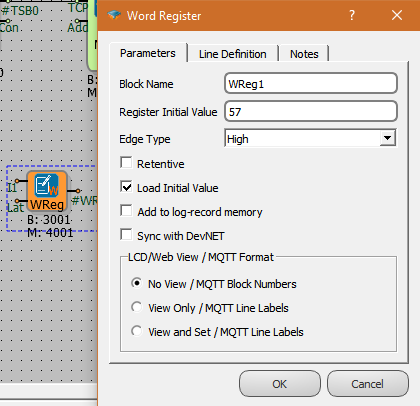 #TSB0
TCP
Con
Add
M
B:
M:
I1
Lat
WReg
#WR
B: 3001
M: 4001
Word Register
Parameters
Line Definition
Notes
Block Name
WReg1
Register Initial Value
57
Edge Type
High
Retentive
Load Initial Value
Add to log-record memory
Sync with DevNET
LCD/Web View / MQTT Format
No View / MQTT Block Numbers
View Only / MQTT Line Labels
View and Set / MQTT Line Labels
OK
Cancel